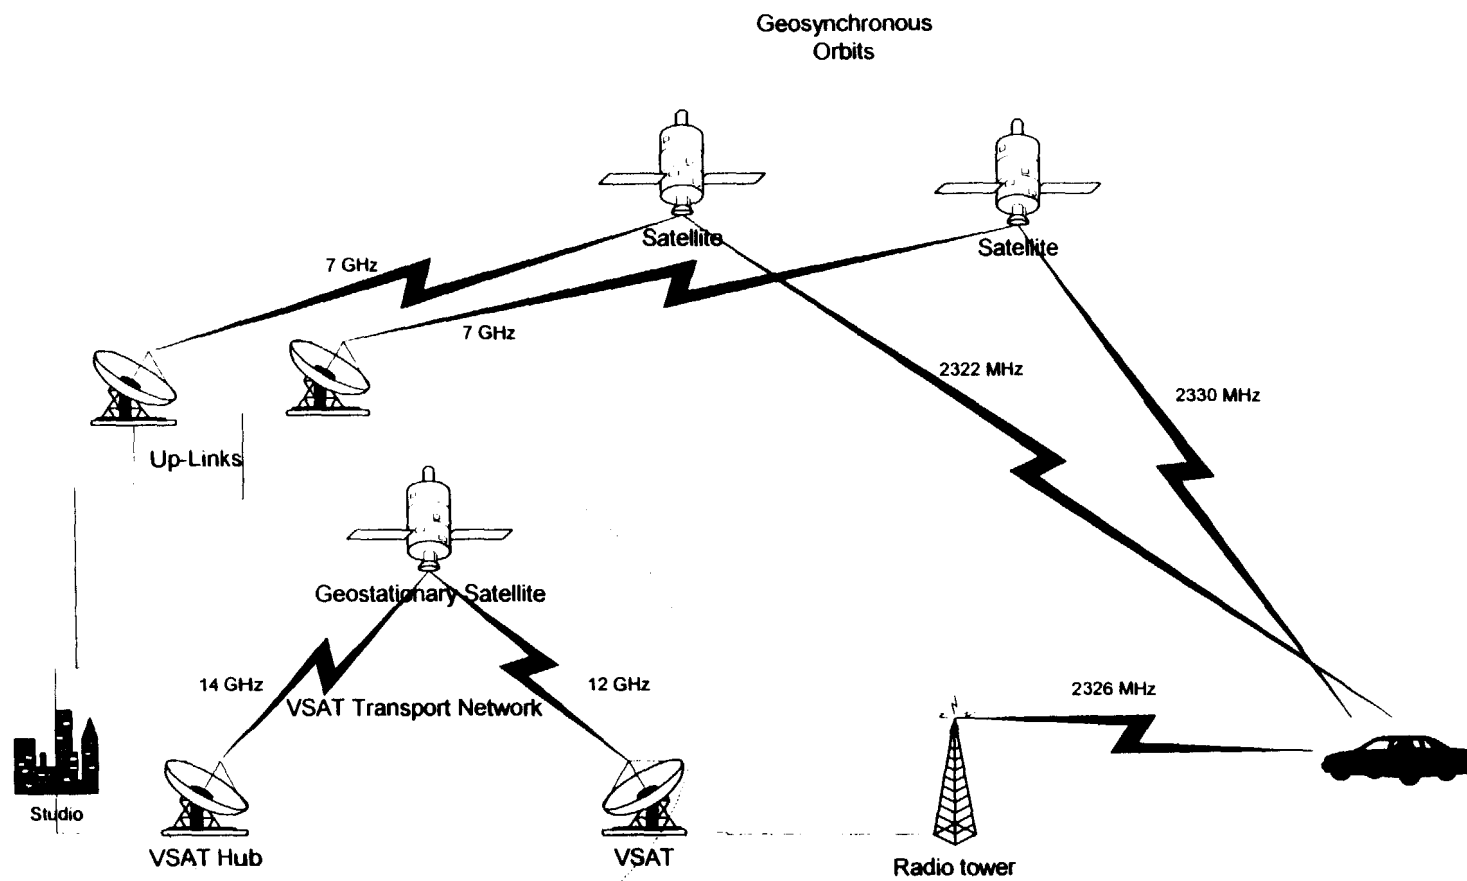 Geosynchronous
Orbits
Satellite
Satellite
7 GHz
7 GHz
2322 MHz
2330 MHz
Up-Links
Geostationary Satellite
14 GHz
12 GHz
VSAT Transport Network
2326 MHz
Studio
VSAT Hub
VSAT
Radio tower